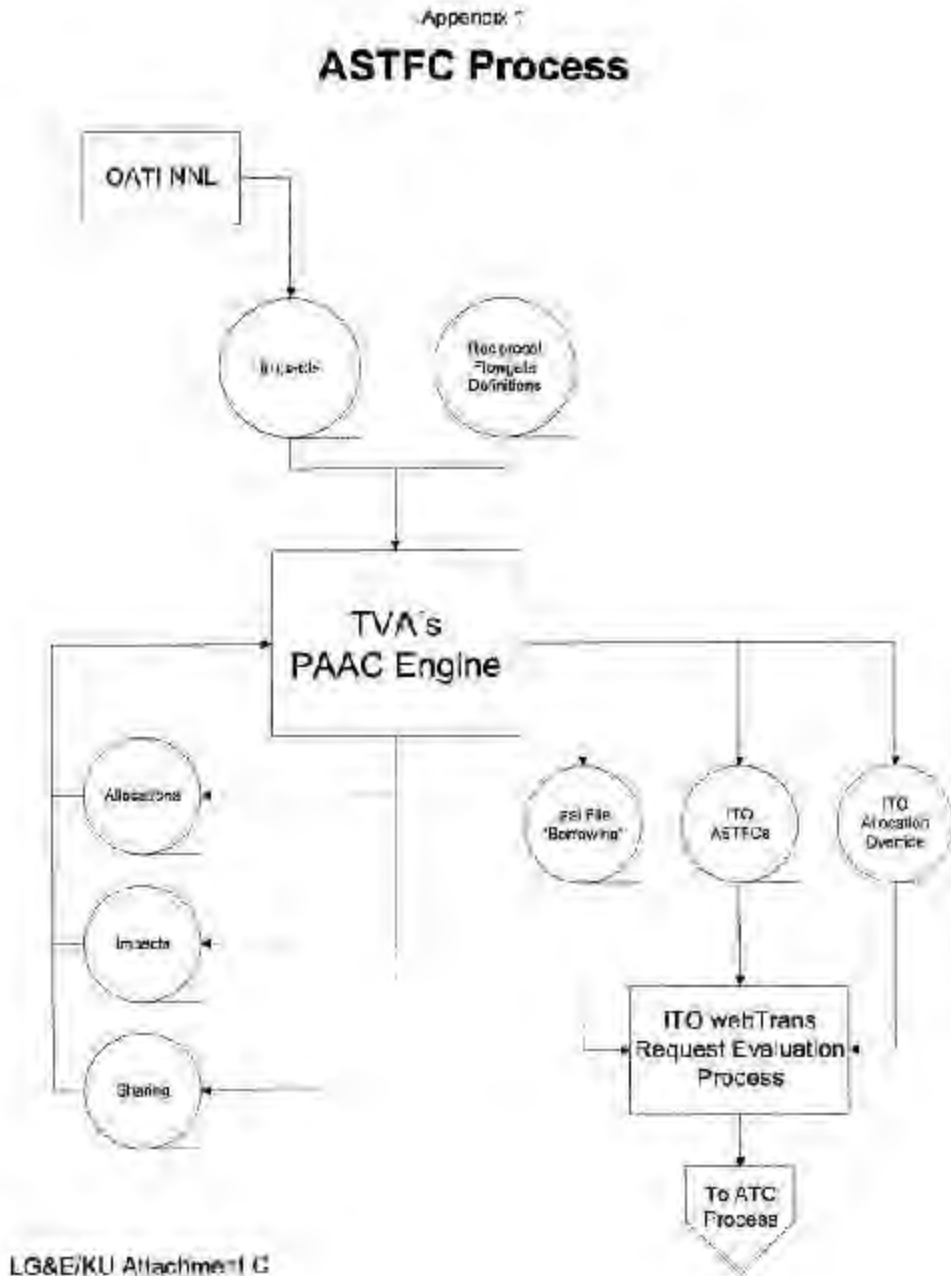 Appendix
ASTFC Process
OATI NNL
Impacts
Reciprocal
Flowgate
Definitions
TVA's
PAAC Engine
Allocations
Impacts
Sharing
File
"Borrowing"
ITO
ASTFCs
ITO
Allocation
Override
ITO webTrans
Request Evaluation
Process
To ATC
Process
LG&E/KU Attachment C